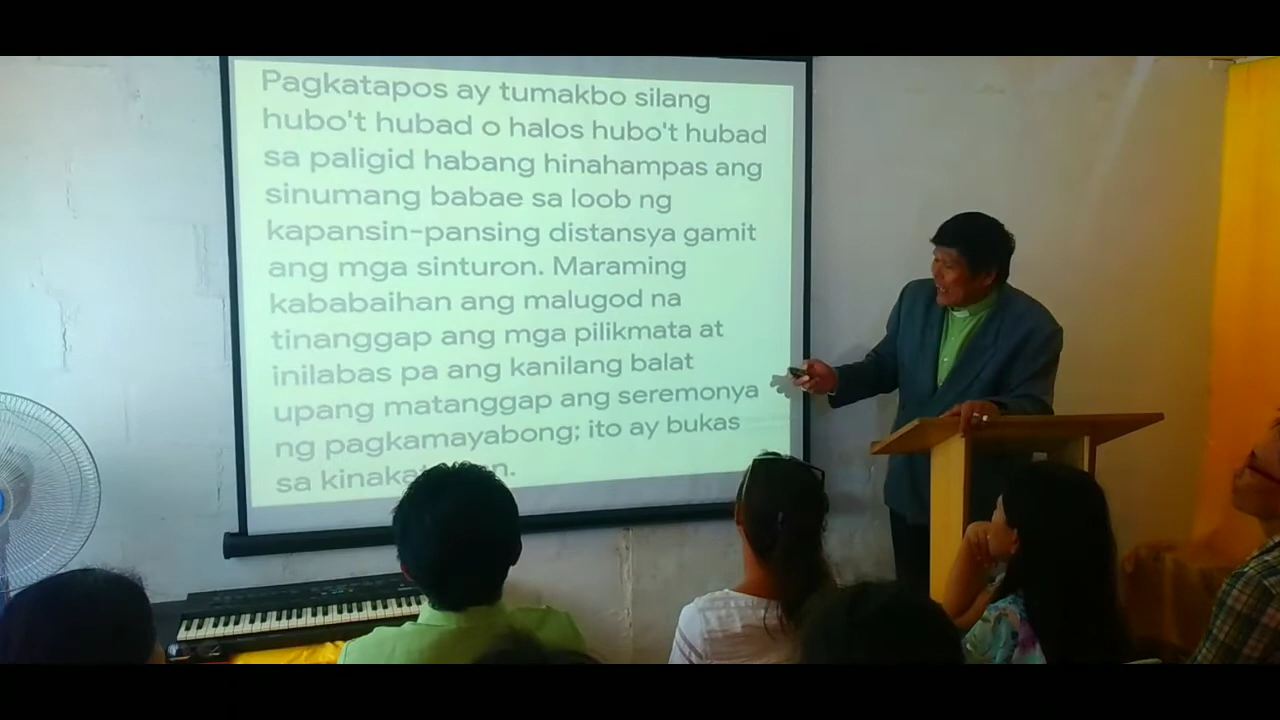 Pagkatapos ay tumakbo silang
hubo't hubad o halos hubo't hubad
sa paligid habang hinahampas ang
sinumang babae sa loob ng
kapansin-pansing distansya gamit
ang mga sinturon. Maraming
kababaihan ang malugod na
tinanggap ang mga pilikmata at
inilabas pa ang kanilang balat
upang matanggap ang seremonya
ng pagkamayabong; ito ay bukas
sa